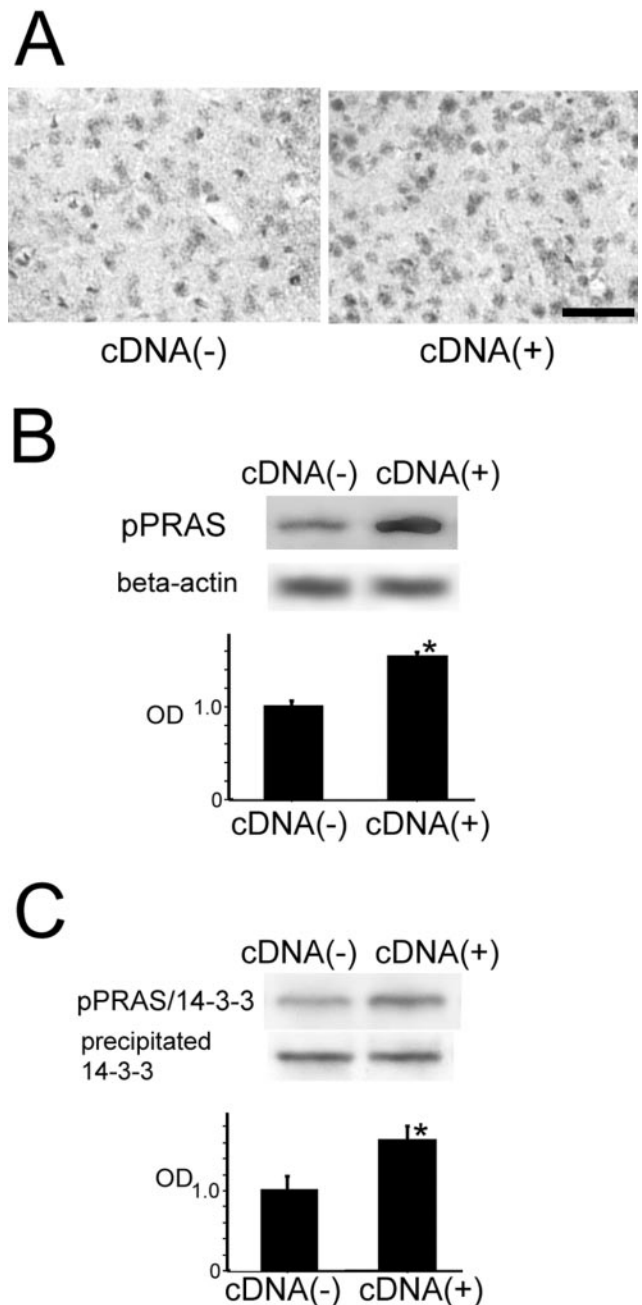 A
cDNA(-) cDNA(+)
B
cDNA(-) cDNA(+)
pPRAS
beta-actin
*
OD 1.0
0
cDNA(-) cDNA(+)
C
cDNA(-) cDNA(+)
pPRAS/14-3-3
precipitated
14-3-3
*
OD 1.0
0
cDNA(-) cDNA(+)